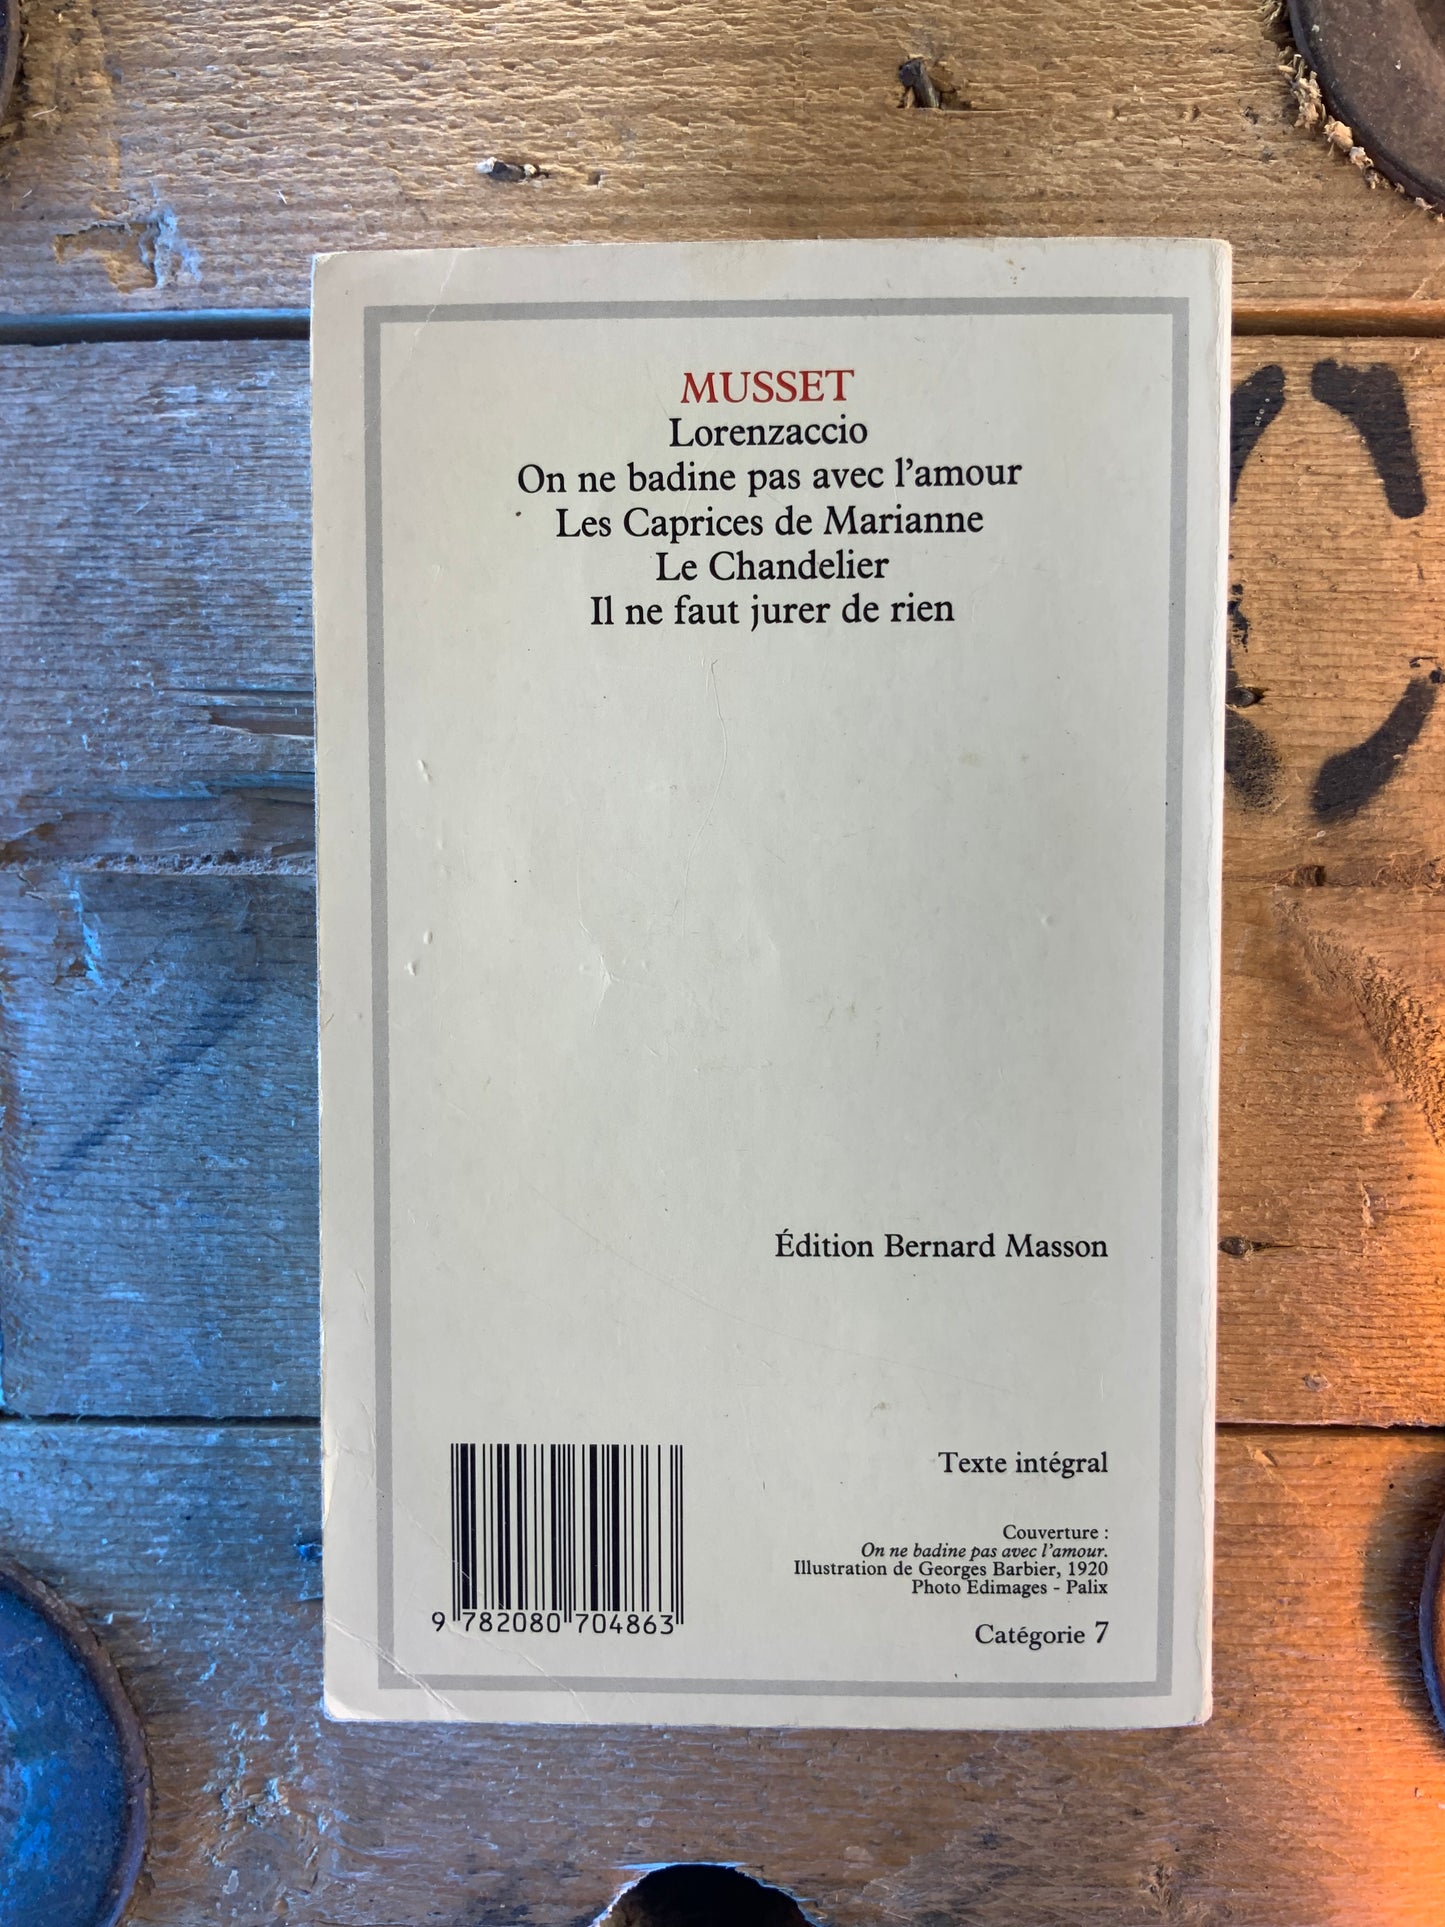 MUSSET
Lorenzaccio
On ne badine pas avec l'amour
Les Caprices de Marianne
Le Chandelier
Il ne faut jurer de rien
Édition Bernard Masson
Texte intégral
Couverture :
On ne badine pas avec l'amour.
Illustration de Georges Barbier, 1920
Photo Edimages - Palix
Catégorie 7
9 782080 704863